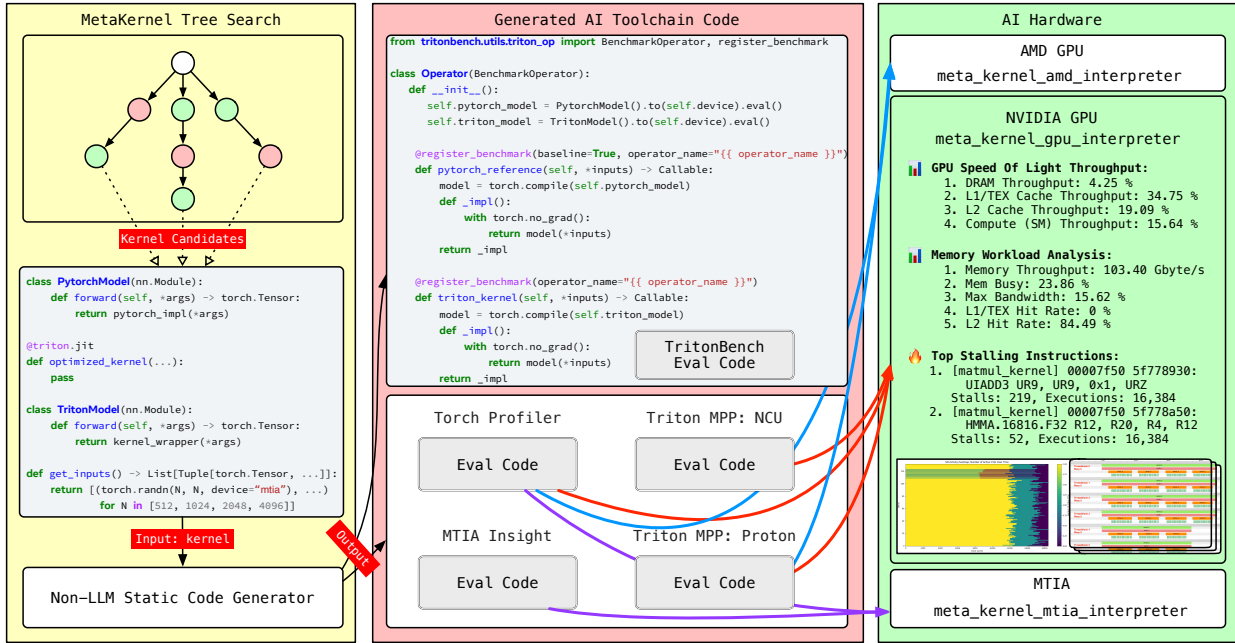 MetaKernel Tree Search
Kernel Candidates
class PytorchModel(nn.Module):
def forward(self, *args) -> torch.Tensor:
return pytorch_impl(*args)
@triton.jit
def optimized_kernel(...):
pass
class TritonModel(nn.Module):
def forward(self, *args) -> torch.Tensor:
return kernel_wrapper(*args)
def get_inputs() -> List[Tuple[torch.Tensor, ...]]:
return [(torch.randn(N, N, device="mtia"), ...)
for N in [512, 1024, 2048, 4096]]
Input: kernel
Non-LLM Static Code Generator
Output
Generated AI Toolchain Code
from tritonbench.utils.triton_op import BenchmarkOperator, register_benchmark
class Operator(BenchmarkOperator):
def __init__():
self.pytorch_model = PytorchModel().to(self.device).eval()
self.triton_model = TritonModel().to(self.device).eval()
@register_benchmark(baseline=True, operator_name="{{ operator_name }}")
def pytorch_reference(self, *inputs) -> Callable:
model = torch.compile(self.pytorch_model)
def _impl():
with torch.no_grad():
return model(*inputs)
return _impl
@register_benchmark(operator_name="{{ operator_name }}")
def triton_kernel(self, *inputs) -> Callable:
model = torch.compile(self.triton_model)
def _impl():
with torch.no_grad():
return model(*inputs)
return _impl
TritonBench
Eval Code
Torch Profiler
Eval Code
Triton MPP: NCU
Eval Code
MTIA Insight
Eval Code
Triton MPP: Proton
Eval Code
AI Hardware
AMD GPU
meta_kernel_amd_interpreter
NVIDIA GPU
meta_kernel_gpu_interpreter
GPU Speed Of Light Throughput:
1. DRAM Throughput: 4.25 %
2. L1/TEX Cache Throughput: 34.75 %
3. L2 Cache Throughput: 19.09 %
4. Compute (SM) Throughput: 15.64 %
Memory Workload Analysis:
1. Memory Throughput: 103.40 Gbyte/s
2. Mem Busy: 23.86 %
3. Max Bandwidth: 15.62 %
4. L1/TEX Hit Rate: 0 %
5. L2 Hit Rate: 84.49 %
Top Stalling Instructions:
1. [matmul_kernel] 00007f50 5f778930:
UIADD3 UR9, UR9, 0x1, URZ
Stalls: 219, Executions: 16,384
2. [matmul_kernel] 00007f50 5f778a50:
HMMA.16816.F32 R12, R20, R4, R12
Stalls: 52, Executions: 16,384
MTIA
meta_kernel_mtia_interpreter